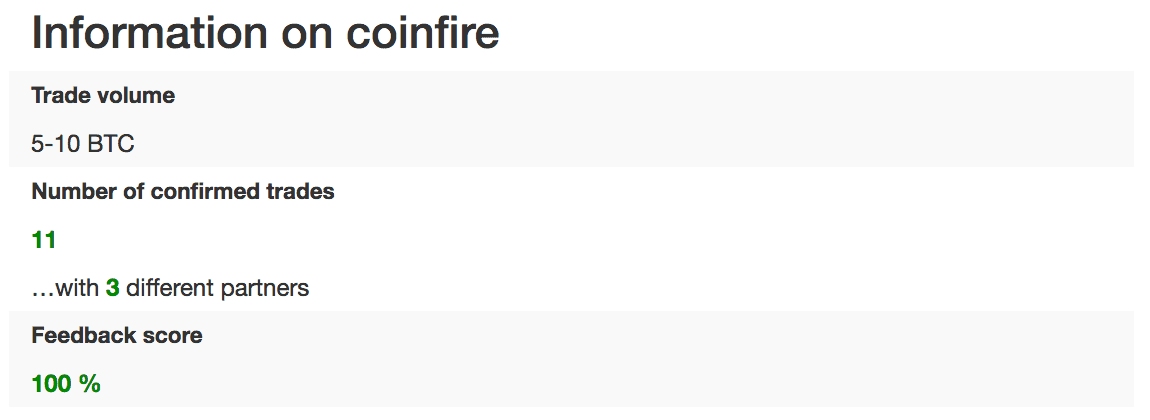 Information on coinfire
Trade volume
5-10 BTC
Number of confirmed trades
11
…with 3 different partners
Feedback score
100 %